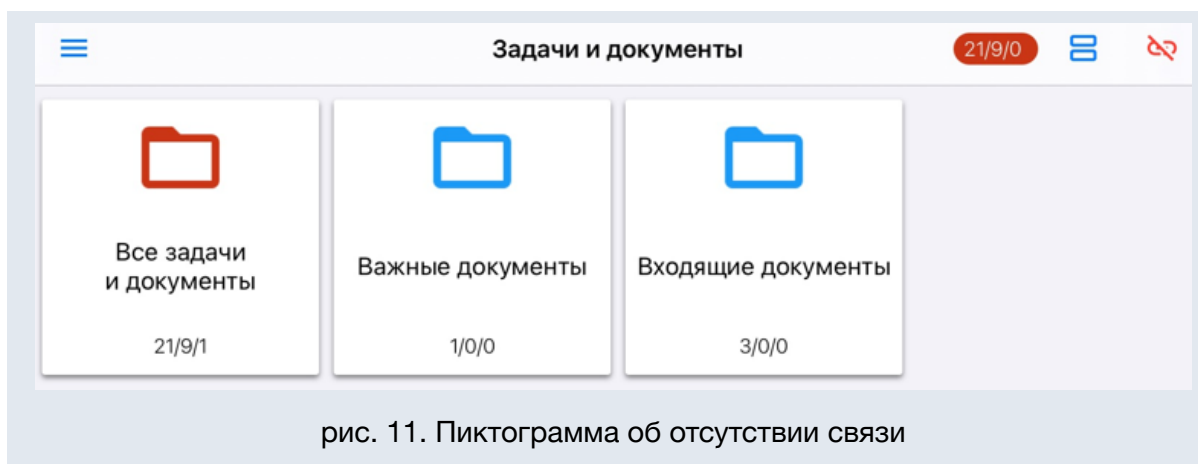 Задачи и документы
21/9/0
Все задачи
и документы
21/9/1
Важные документы
1/0/0
Входящие документы
3/0/0
рис. 11. Пиктограмма об отсутствии связи